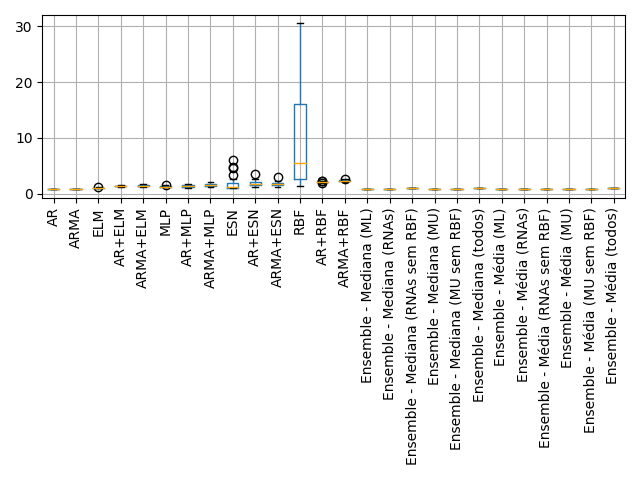 30
20
10
0
AR
ARMA
ELM
AR+ELM
ARMA+ELM
MLP
AR+MLP
ARMA+MLP
ESN
AR+ESN
ARMA+ESN
RBF
AR+RBF
ARMA+RBF
Ensemble - Mediana (ML)
Ensemble - Mediana (RNAs)
Ensemble - Mediana (RNAs sem RBF)
Ensemble - Mediana (MU)
Ensemble - Mediana (MU sem RBF)
Ensemble - Mediana (todos)
Ensemble - Média (ML)
Ensemble - Média (RNAs)
Ensemble - Média (RNAs sem RBF)
Ensemble - Média (MU)
Ensemble - Média (MU sem RBF)
Ensemble - Média (todos)